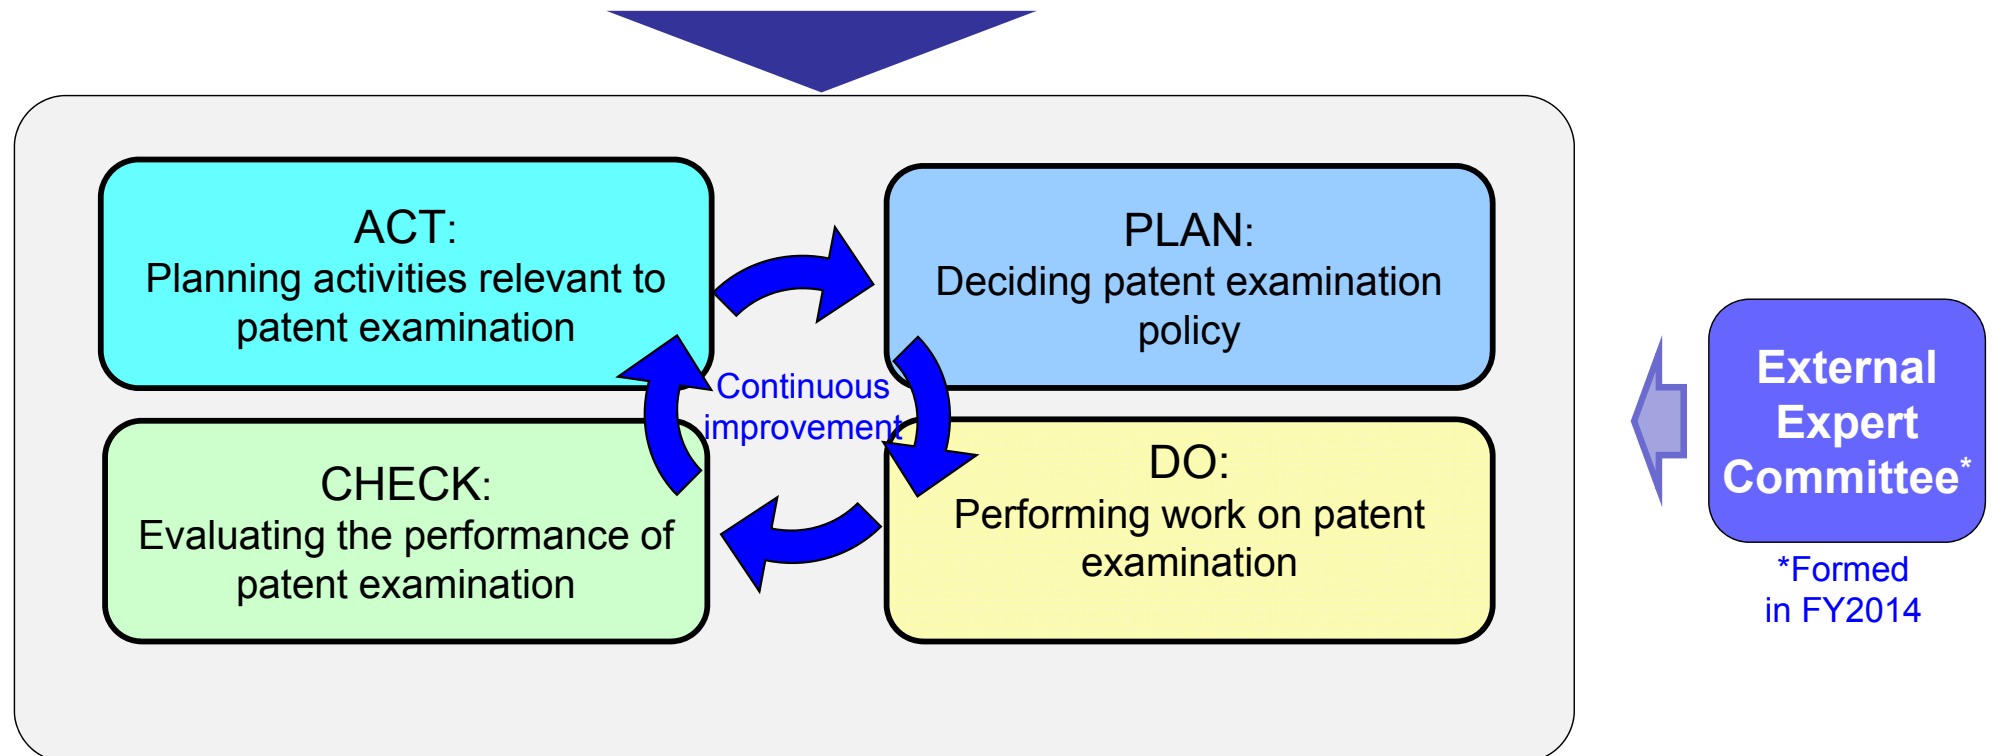 ACT:
Planning activities relevant to
patent examination
PLAN:
Deciding patent examination
policy
Continuous
improvement
CHECK:
Evaluating the performance of
patent examination
DO:
Performing work on patent
examination
External
Expert
Committee*
*Formed
in FY2014